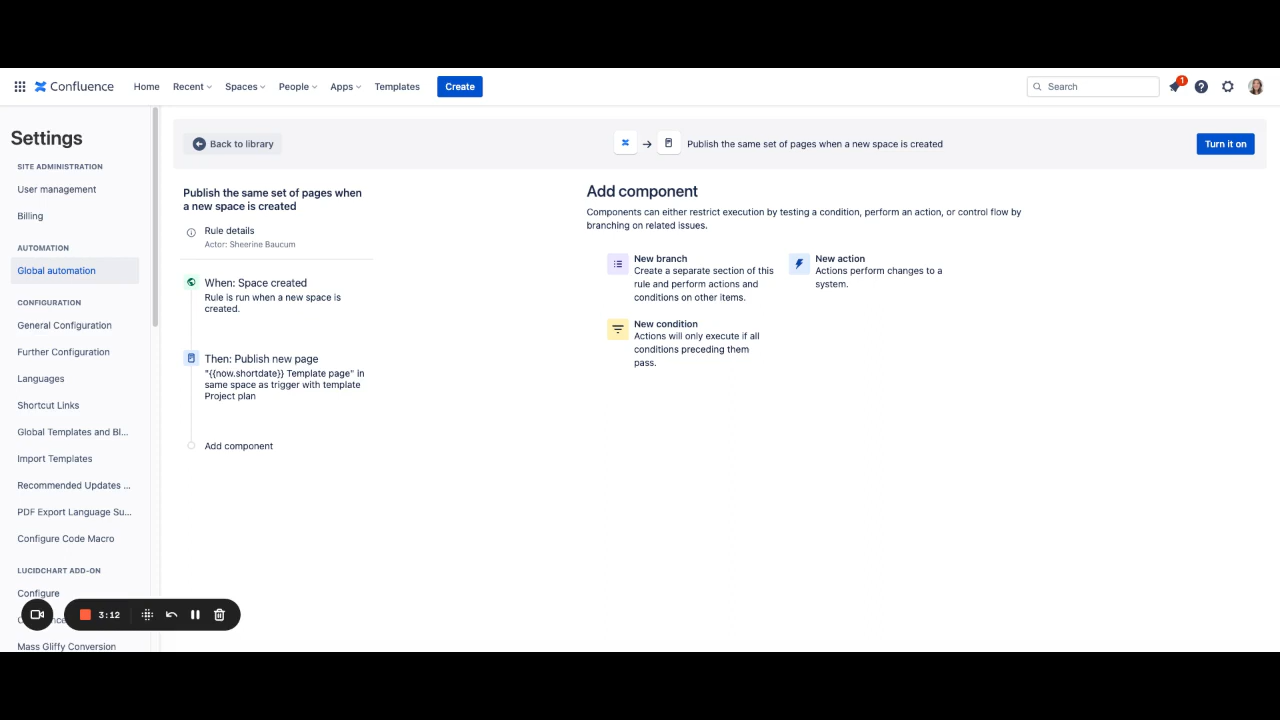 Confluence
Home
Recent
Spaces
People
Apps
Templates
Create
Search
1
Settings
SITE ADMINISTRATION
User management
Billing
AUTOMATION
Global automation
CONFIGURATION
General Configuration
Further Configuration
Languages
Shortcut Links
Global Templates and Bl...
Import Templates
Recommended Updates ...
PDF Export Language Su...
Configure Code Macro
LUCIDCHART ADD-ON
Configure
Mass Gliffy Conversion
3:12
Back to library
Publish the same set of pages when a new space is created
Turn it on
Publish the same set of pages when
a new space is created
Rule details
Actor: Sheerine Baucum
When: Space created
Rule is run when a new space is
created.
Then: Publish new page
"{{now.shortdate}} Template page" in
same space as trigger with template
Project plan
Add component
Add component
Components can either restrict execution by testing a condition, perform an action, or control flow by
branching on related issues.
New branch
Create a separate section of this
rule and perform actions and
conditions on other items.
New action
Actions perform changes to a
system.
New condition
Actions will only execute if all
conditions preceding them
pass.